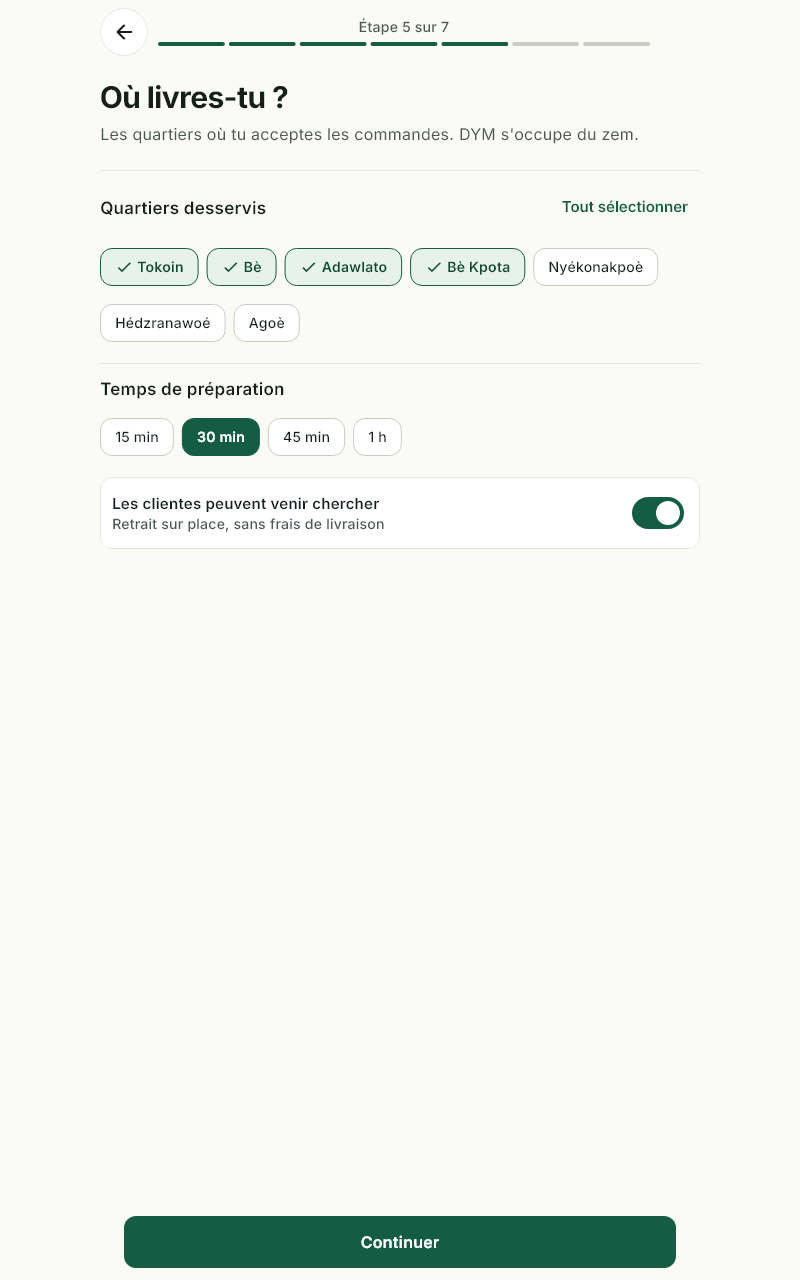 Étape 5 sur 7
Où livres-tu ?
Les quartiers où tu acceptes les commandes. DYM s'occupe du zem.
Quartiers desservis
Tout sélectionner
Tokoin
Bè
Adawlato
Bè Kpota
Nyékonakpoè
Hédzranawoé
Agoè
Temps de préparation
15 min
30 min
45 min
1 h
Les clientes peuvent venir chercher
Retrait sur place, sans frais de livraison
Continuer